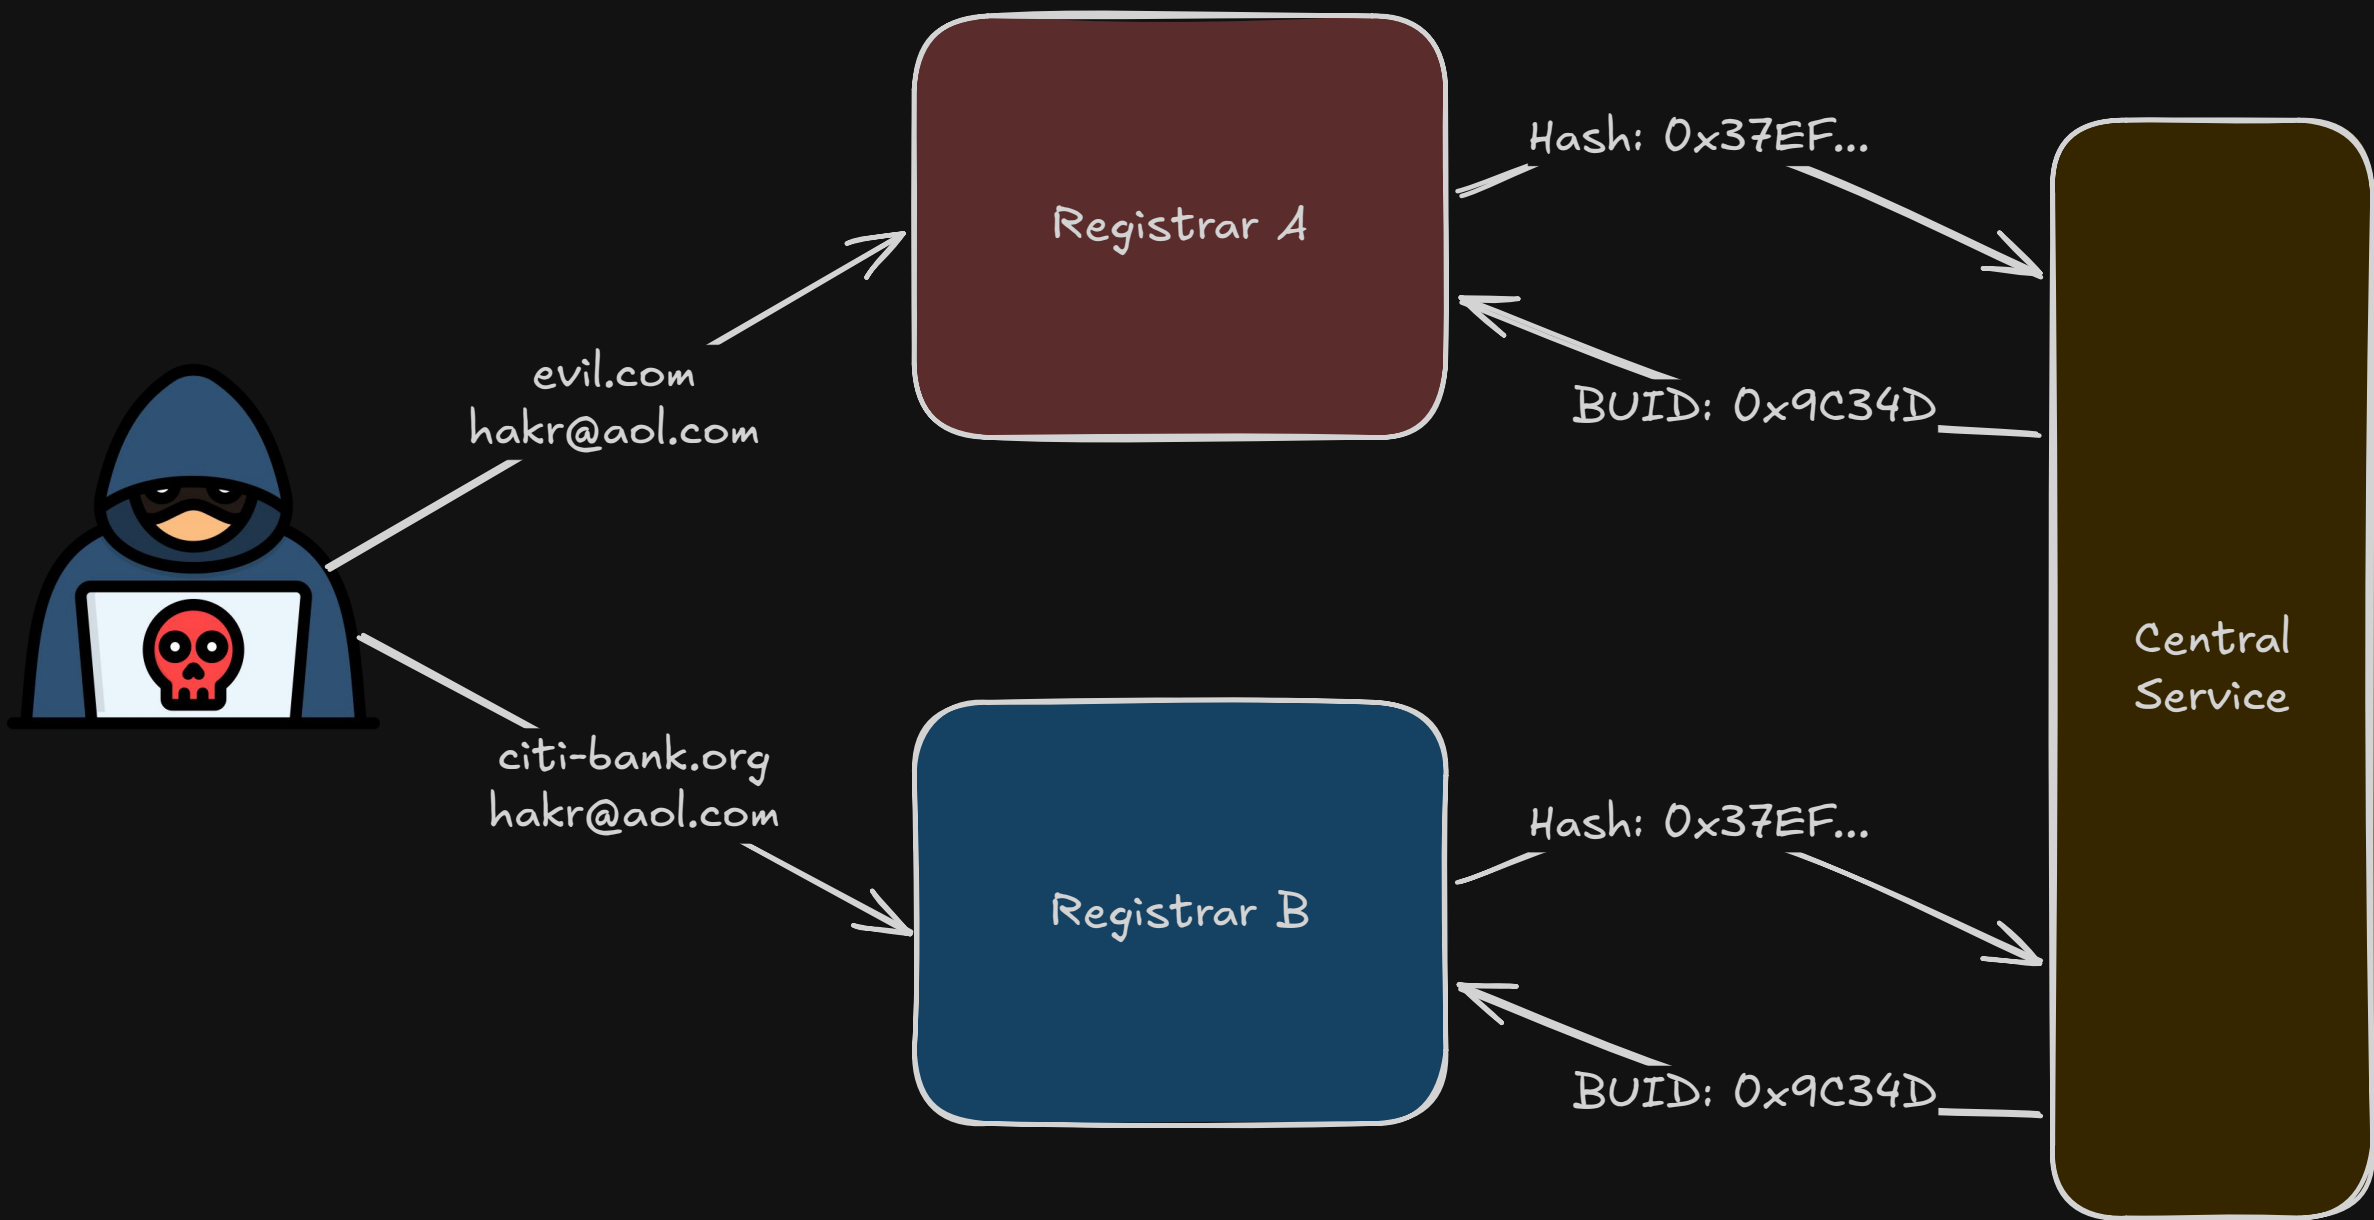 Registrar A
Hash: 0x37EF...
BUID: 0x9C34D
evil.com
hakr@aol.com
Central
Service
citi-bank.org
hakr@aol.com
Registrar B
Hash: 0x37EF...
BUID: 0x9C34D